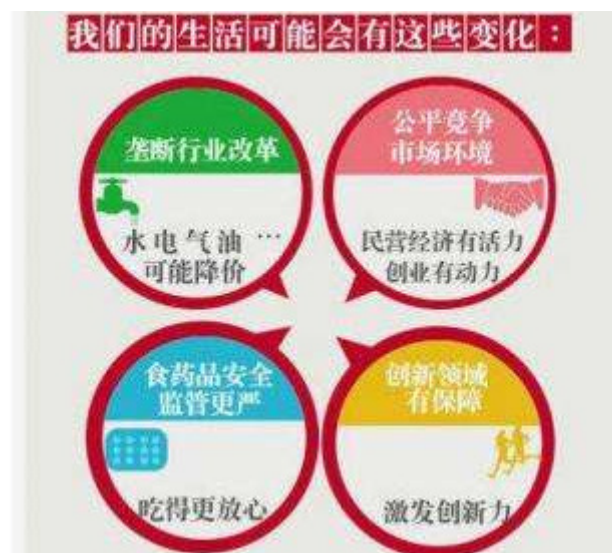 我们的生活可能会有这些变化：
垄断行业改革
水电气油…
可能降价
公平竞争
市场环境
民营经济有活力
创业有动力
食药品安全
监管更严
吃得更放心
创新领域
有保障
激发创新力